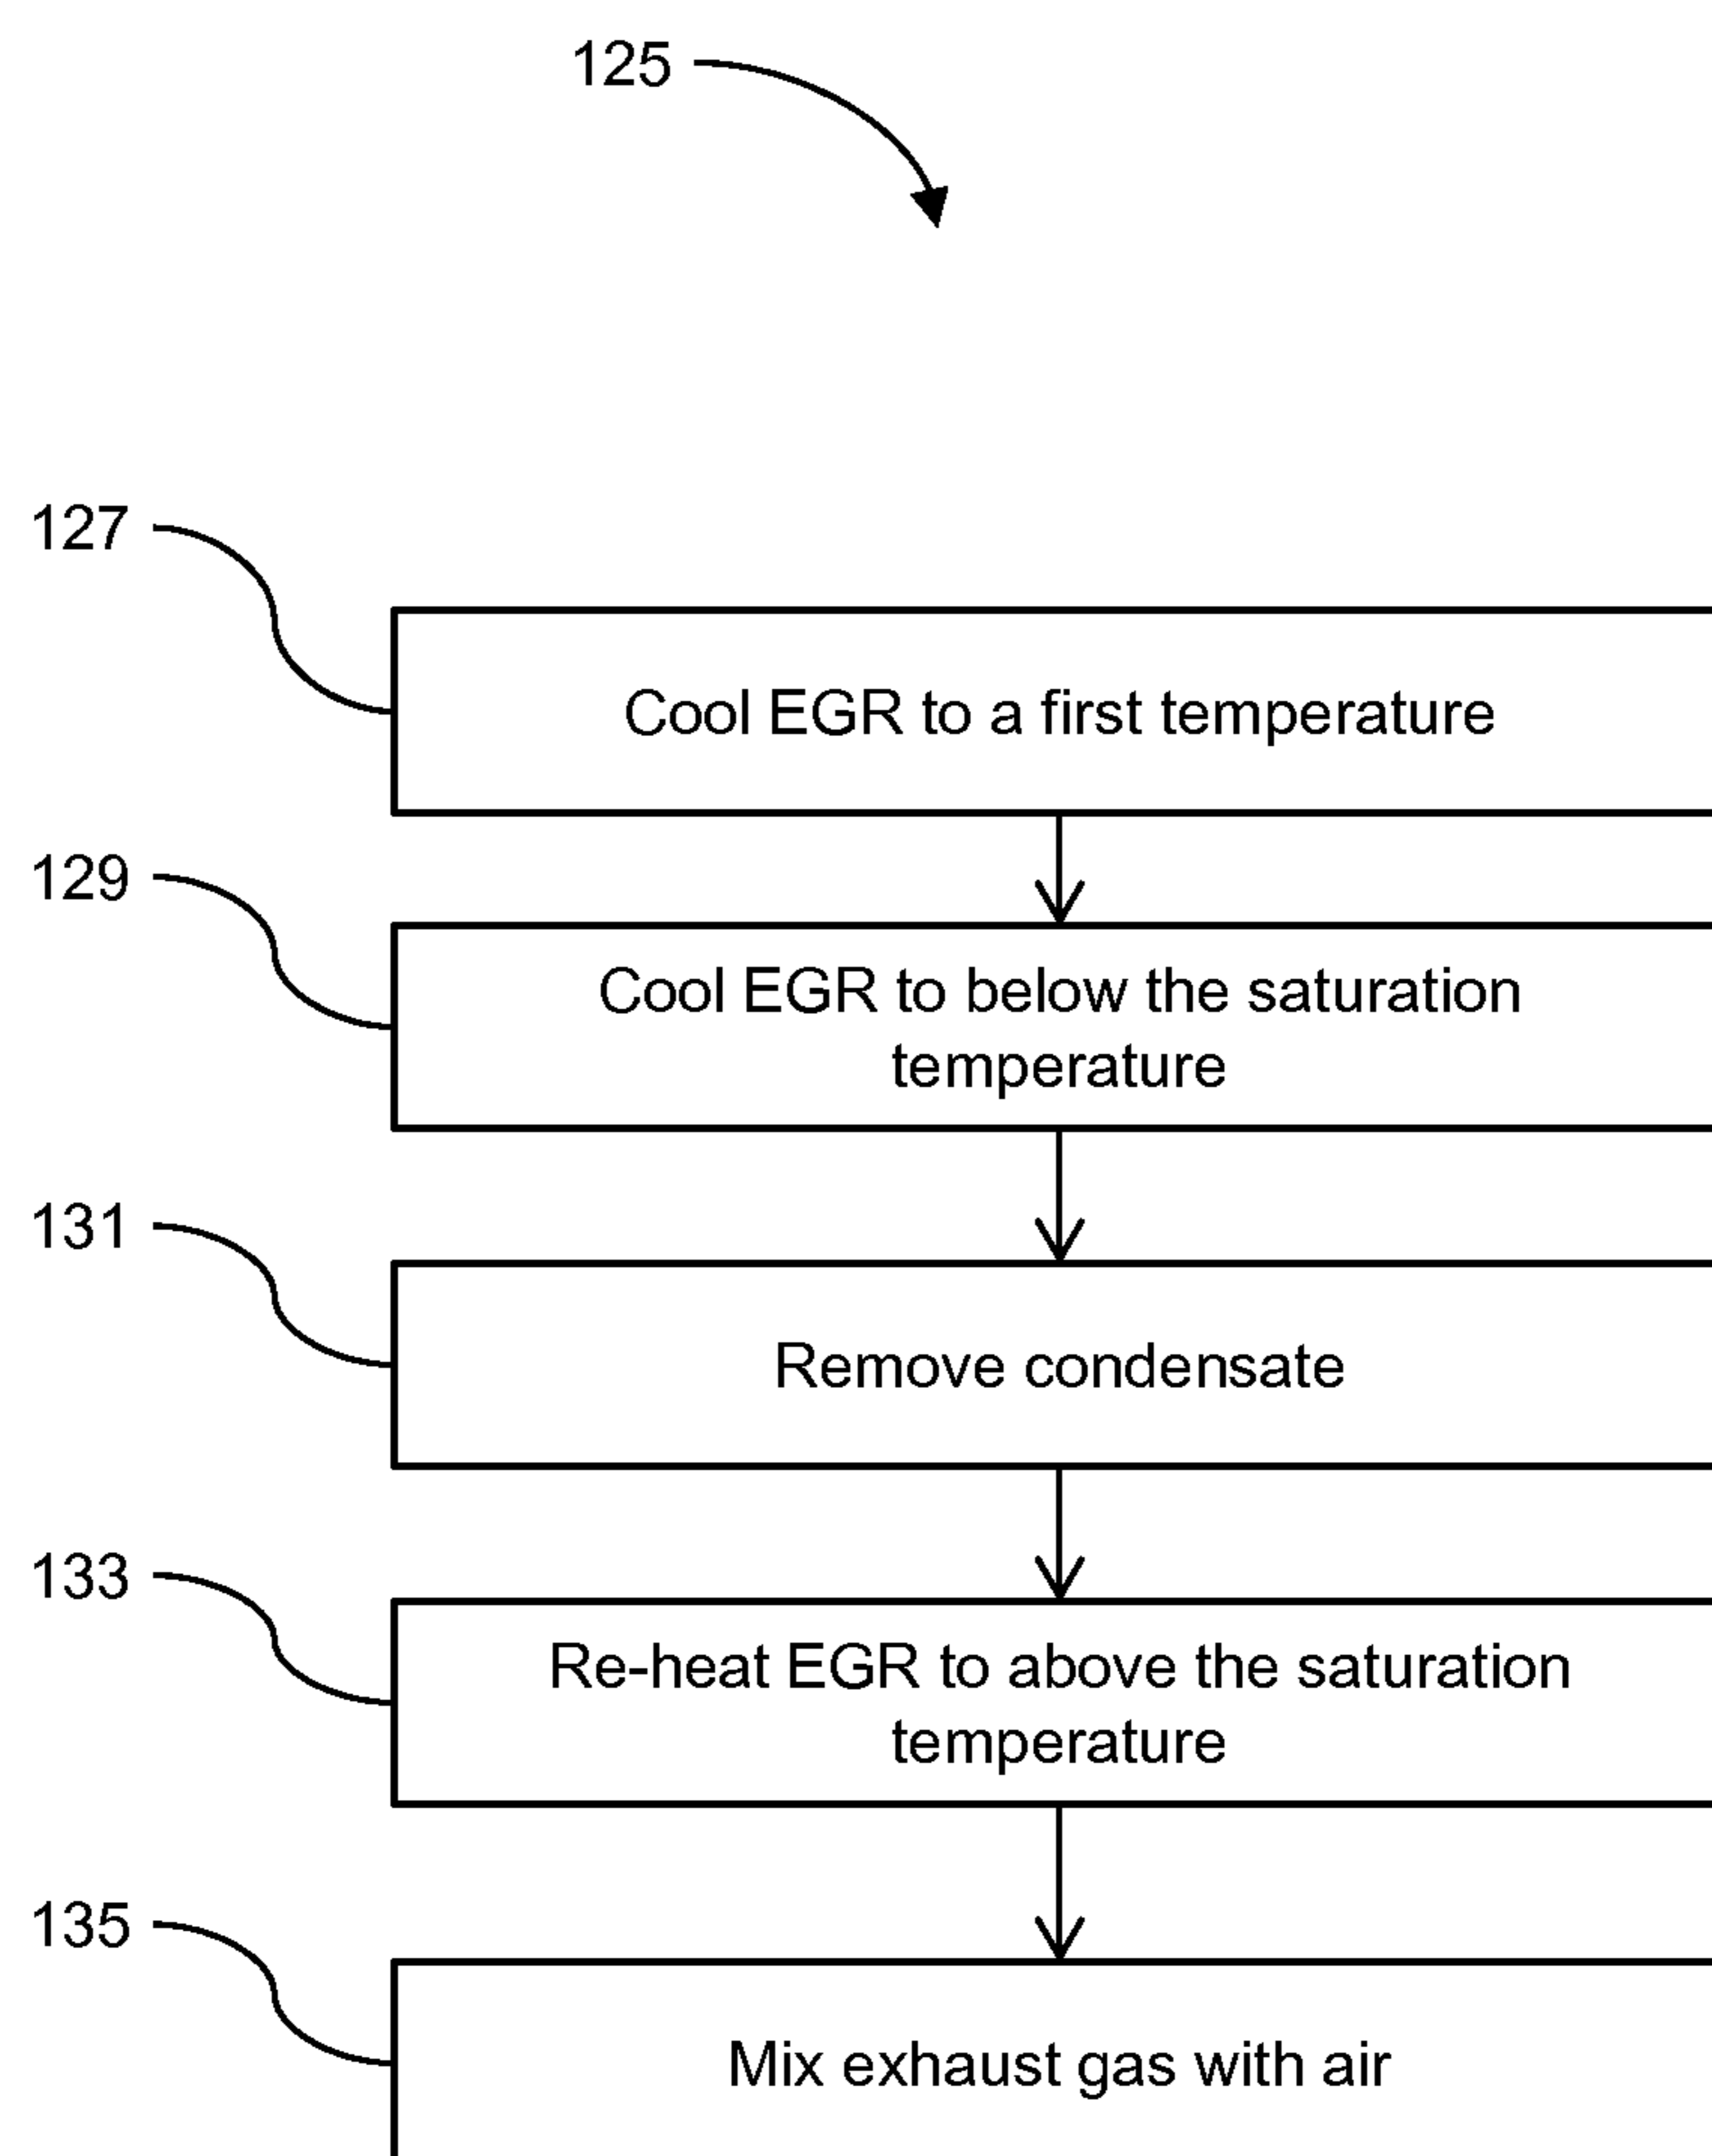 125
127
Cool EGR to a first temperature
129
Cool EGR to below the saturation
temperature
131
Remove condensate
133
Re-heat EGR to above the saturation
temperature
135
Mix exhaust gas with air